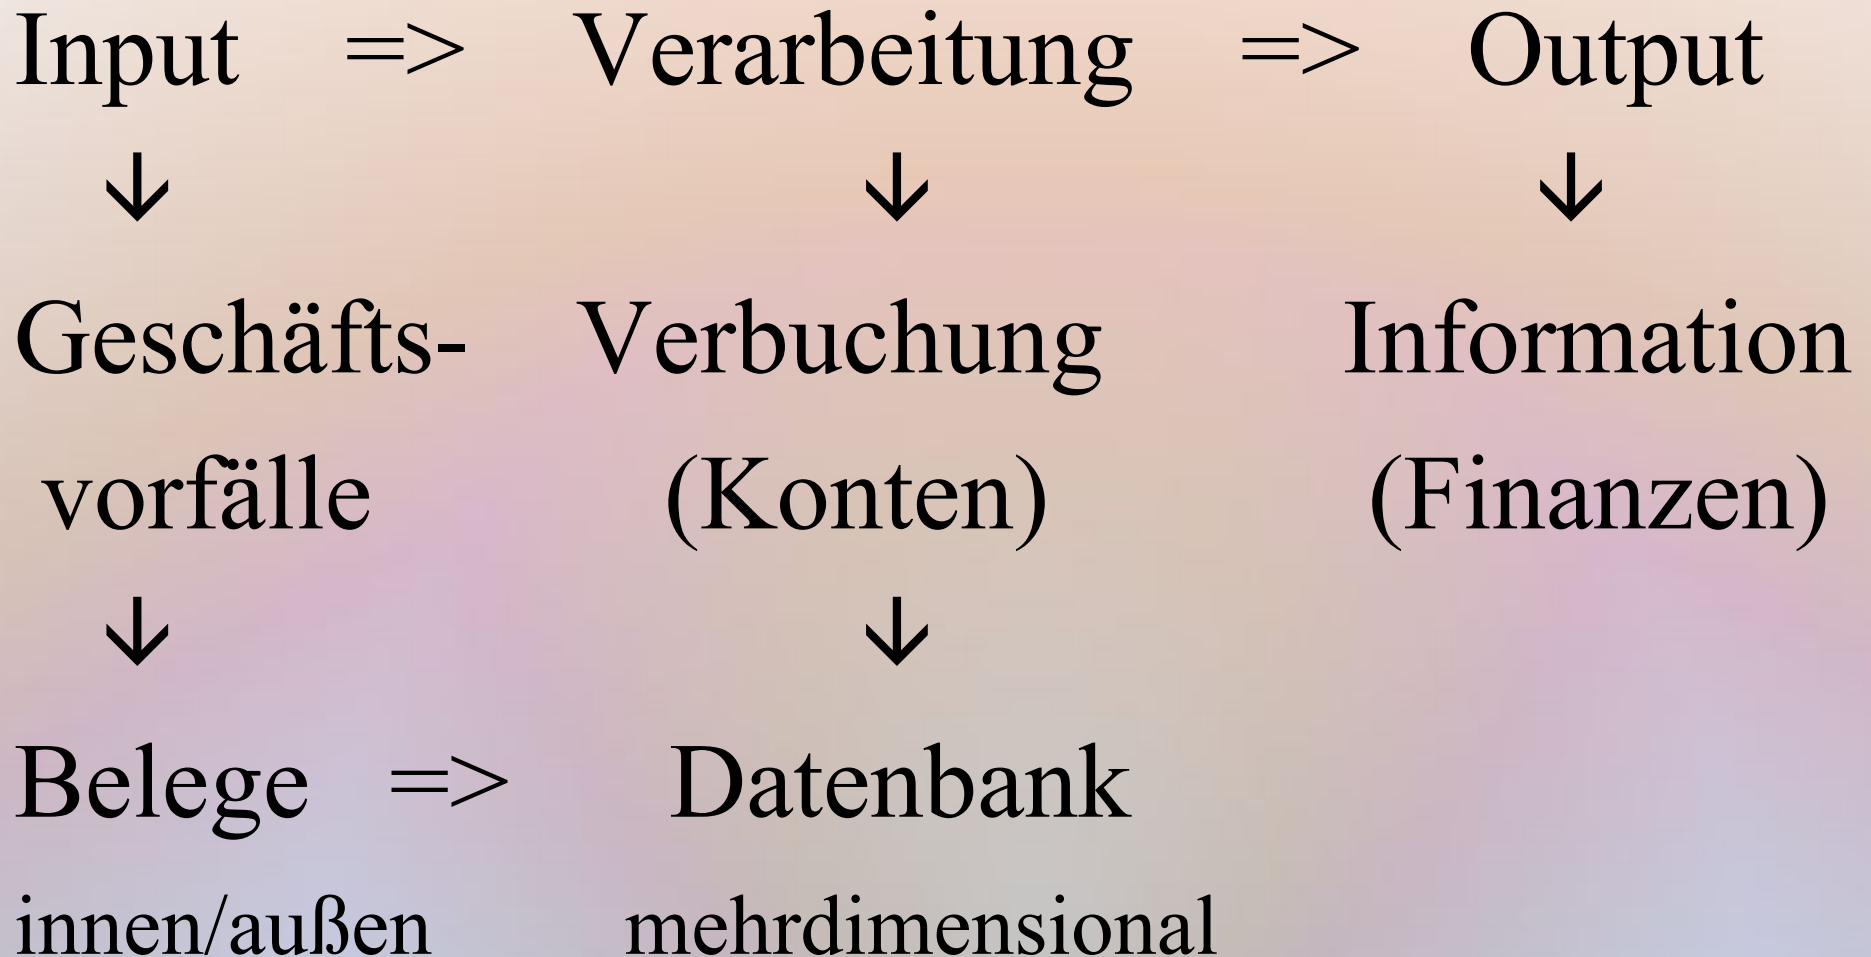 Input => Verarbeitung => Output
↓ ↓ ↓
Geschäfts- Verbuchung Information
vorfälle (Konten) (Finanzen)
↓ ↓
Belege => Datenbank
innen/außen mehrdimensional